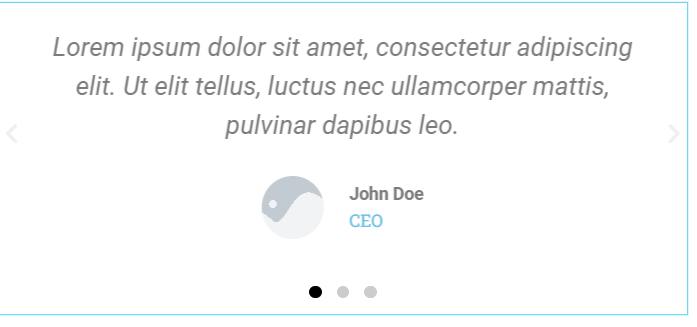 Lorem ipsum dolor sit amet, consectetur adipiscing
elit. Ut elit tellus, luctus nec ullamcorper mattis,
pulvinar dapibus leo.
John Doe
CEO